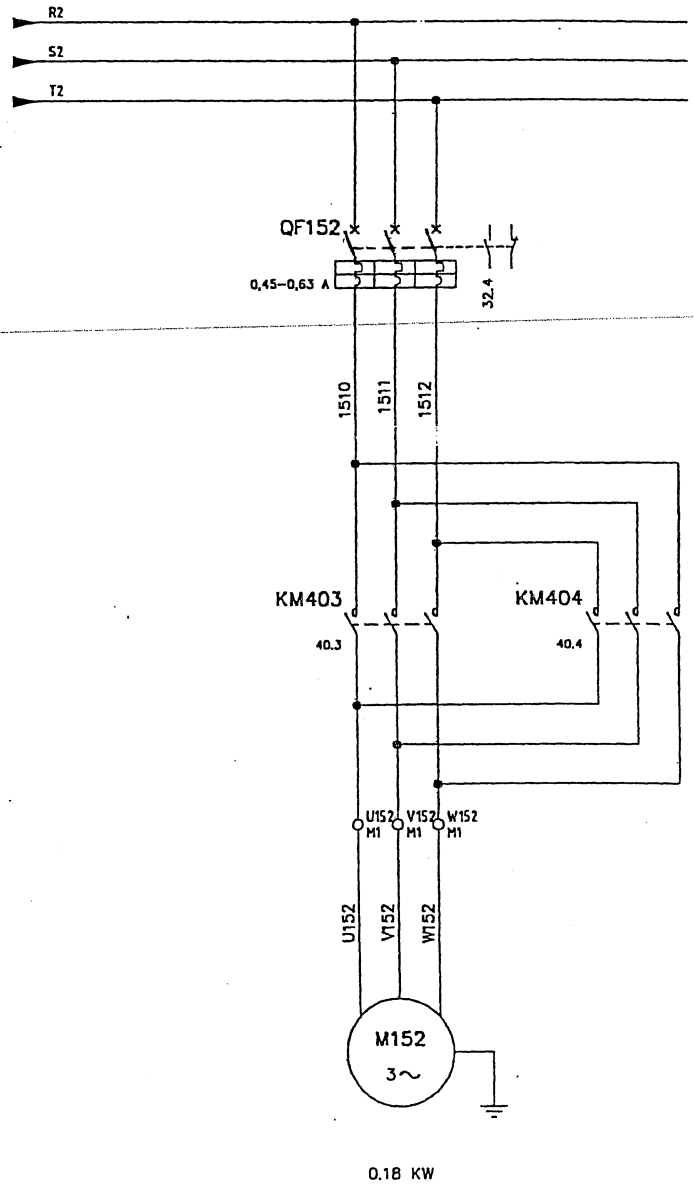 R2
S2
T2
QF152
0,45-0,63 A
32.4
1510
1511
1512
KM403
40.3
KM404
40.4
U152
M1
V152
M1
W152
M1
U152
V152
W152
M152
3~
0.18 KW